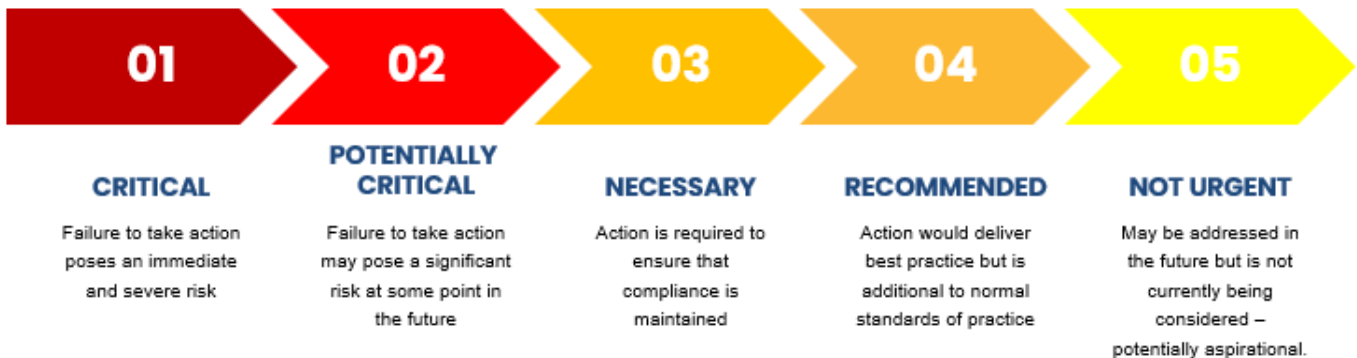 01
02
03
04
05
CRITICAL
Failure to take action
poses an immediate
and severe risk
POTENTIALLY
CRITICAL
Failure to take action
may pose a significant
risk at some point in
the future
NECESSARY
Action is required to
ensure that
compliance is
maintained
RECOMMENDED
Action would deliver
best practice but is
additional to normal
standards of practice
NOT URGENT
May be addressed in
the future but is not
currently being
considered –
potentially aspirational.